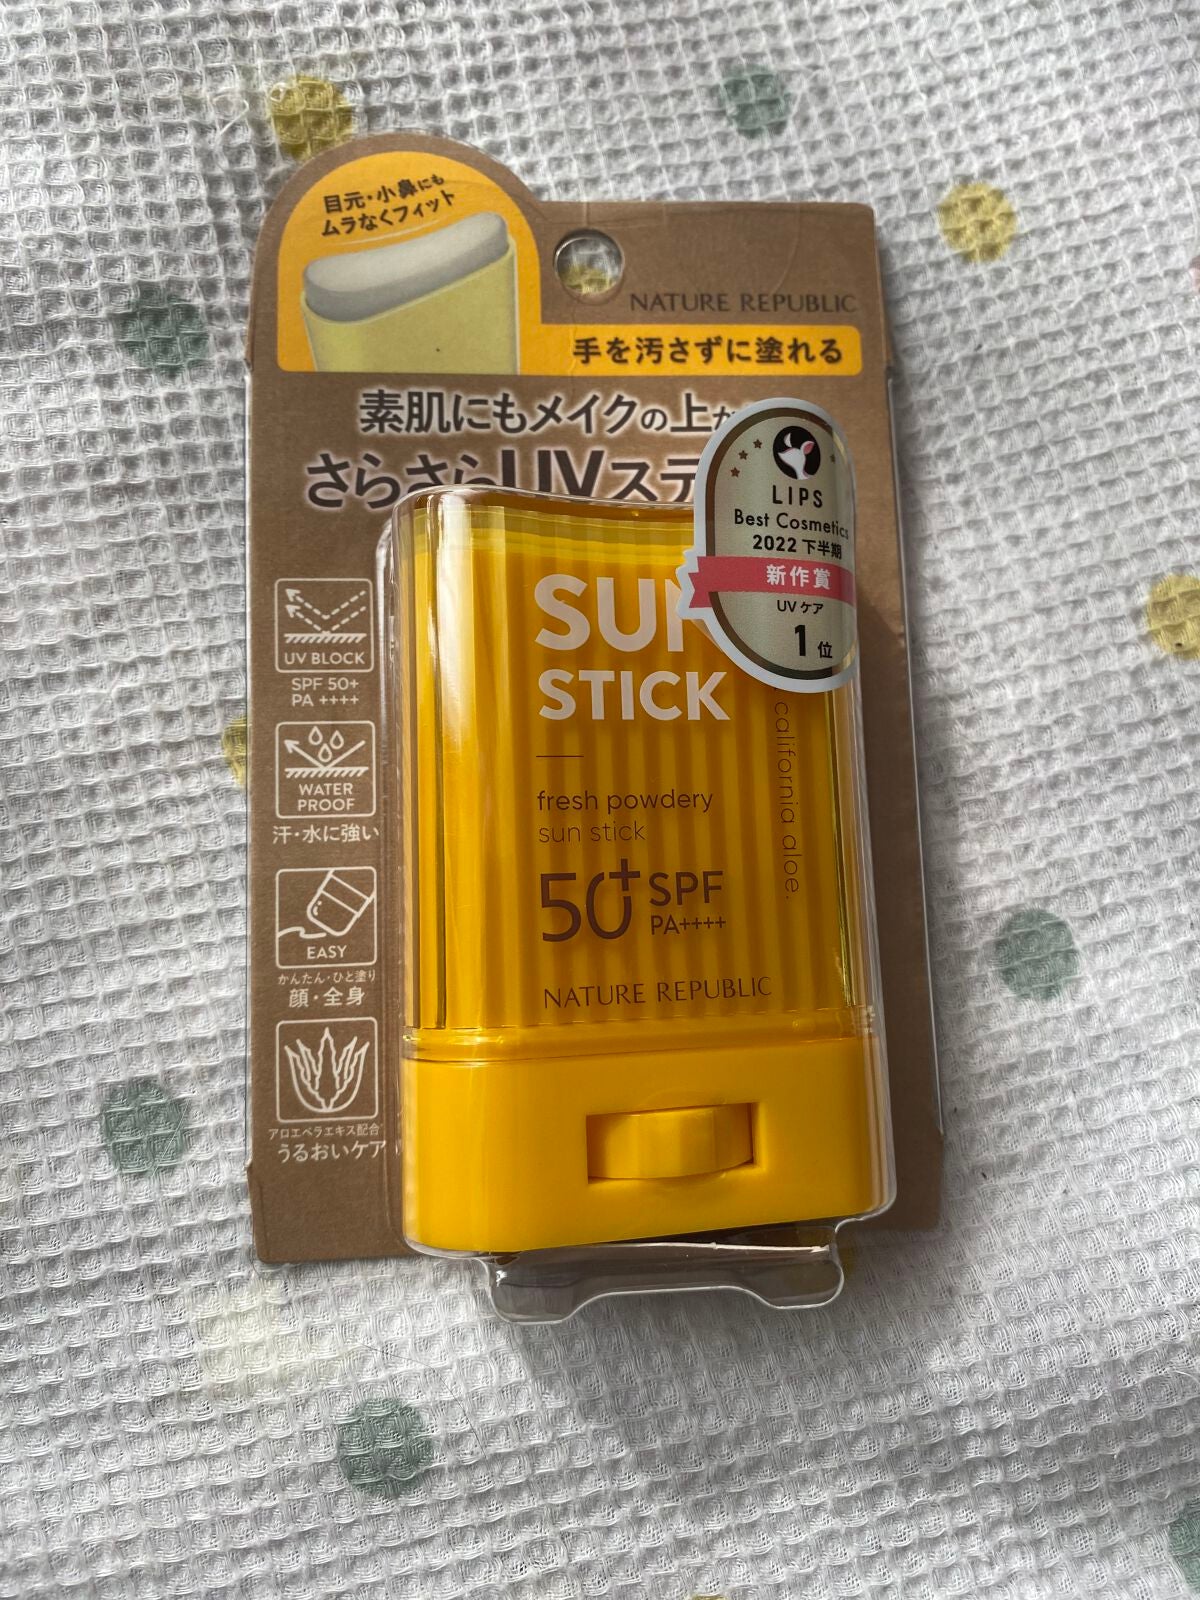 目元・小鼻にも
ムラなくフィット
NATURE REPUBLIC
手を汚さずに塗れる
素肌にもメイクの上か
さらさらUVステ
LIPS
Best Cosmetics
2022 下半期
新作賞
UV ケア
1 位
SUN
STICK
fresh powdery
sun stick
50+ SPF
PA++++
NATURE REPUBLIC
california aloe.
UV BLOCK
SPF 50+
PA ++++
WATER
PROOF
汗・水に強い
EASY
かんたん・ひと塗り
顔・全身
アロエベラエキス配合
うるおいケア